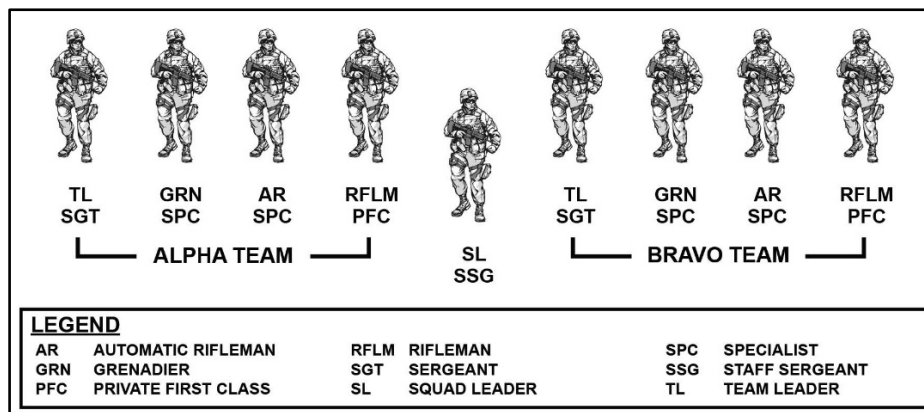 TL GRN AR RFLM TL GRN AR RFLM
SGT SPC SPC PFC SGT SPC SPC PFC
ALPHA TEAM SL BRAVO TEAM
SSG
LEGEND
AR AUTOMATIC RIFLEMAN RFLM RIFLEMAN SPC SPECIALIST
GRN GRENADIER SGT SERGEANT SSG STAFF SERGEANT
PFC PRIVATE FIRST CLASS SL SQUAD LEADER TL TEAM LEADER